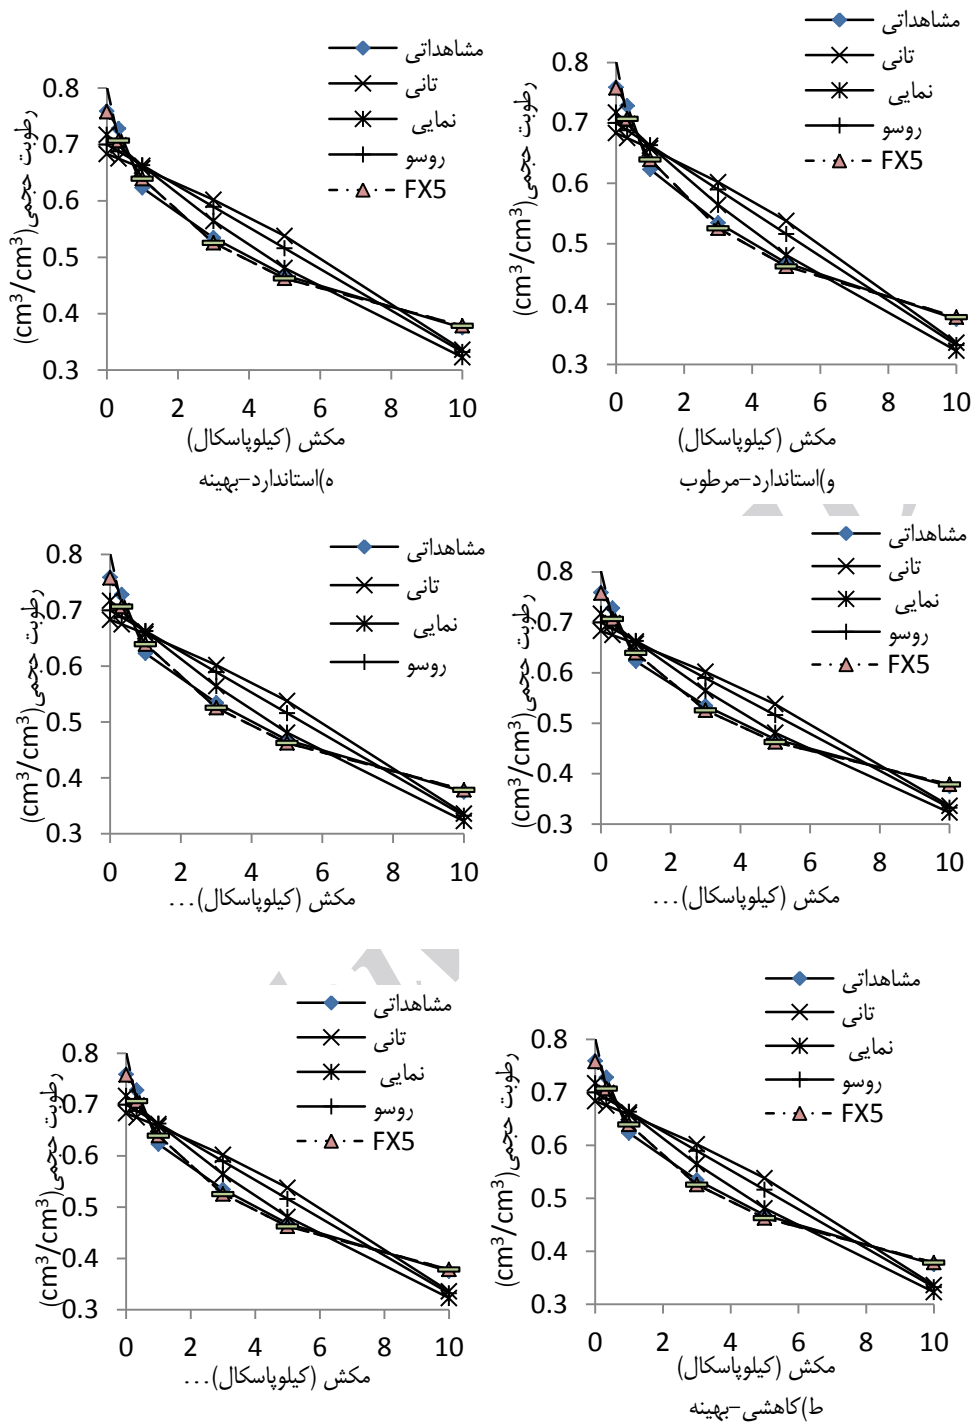 مشاهداتی
تانی
نمایی
روسو
FX5
رطوبت حجمی(cm³/cm³)
0.8
0.7
0.6
0.5
0.4
0.3
0 2 4 6 8 10
مکش (کیلوپاسکال)
و)استاندارد-مرطوب
مشاهداتی
تانی
نمایی
روسو
FX5
رطوبت حجمی(cm³/cm³)
0.8
0.7
0.6
0.5
0.4
0.3
0 2 4 6 8 10
مکش (کیلوپاسکال)
ه)استاندارد-بهینه
مشاهداتی
تانی
نمایی
روسو
FX5
رطوبت حجمی(cm³/cm³)
0.8
0.7
0.6
0.5
0.4
0.3
0 2 4 6 8 10
مکش (کیلوپاسکال)...
مشاهداتی
تانی
نمایی
روسو
رطوبت حجمی(cm³/cm³)
0.8
0.7
0.6
0.5
0.4
0.3
0 2 4 6 8 10
مکش (کیلوپاسکال)...
مشاهداتی
تانی
نمایی
روسو
FX5
رطوبت حجمی(cm³/cm³)
0.8
0.7
0.6
0.5
0.4
0.3
0 2 4 6 8 10
مکش (کیلوپاسکال)
ط)کاهشی-بهینه
مشاهداتی
تانی
نمایی
روسو
FX5
رطوبت حجمی(cm³/cm³)
0.8
0.7
0.6
0.5
0.4
0.3
0 2 4 6 8 10
مکش (کیلوپاسکال)...